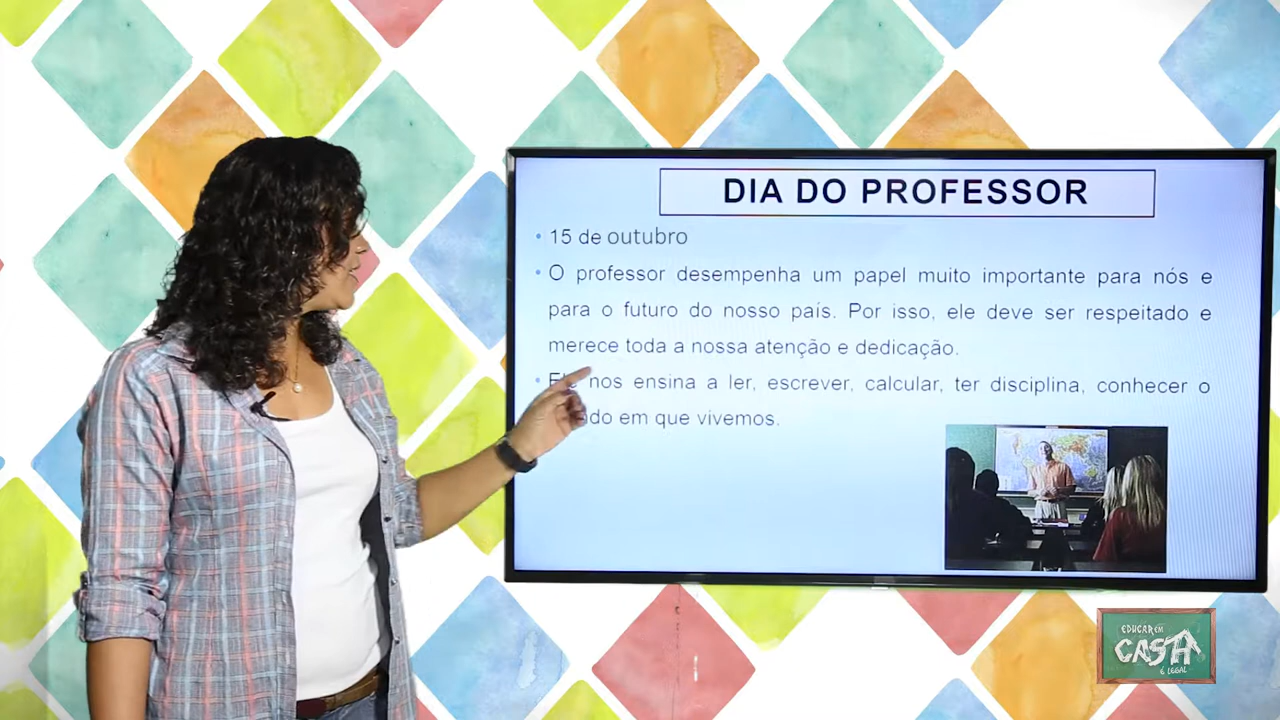 DIA DO PROFESSOR
• 15 de outubro
• O professor desempenha um papel muito importante para nós e
para o futuro do nosso país. Por isso, ele deve ser respeitado e
merece toda a nossa atenção e dedicação.
• Ele nos ensina a ler, escrever, calcular, ter disciplina, conhecer o
do em que vivemos.
EDUCAR EM
CASA
É LEGAL